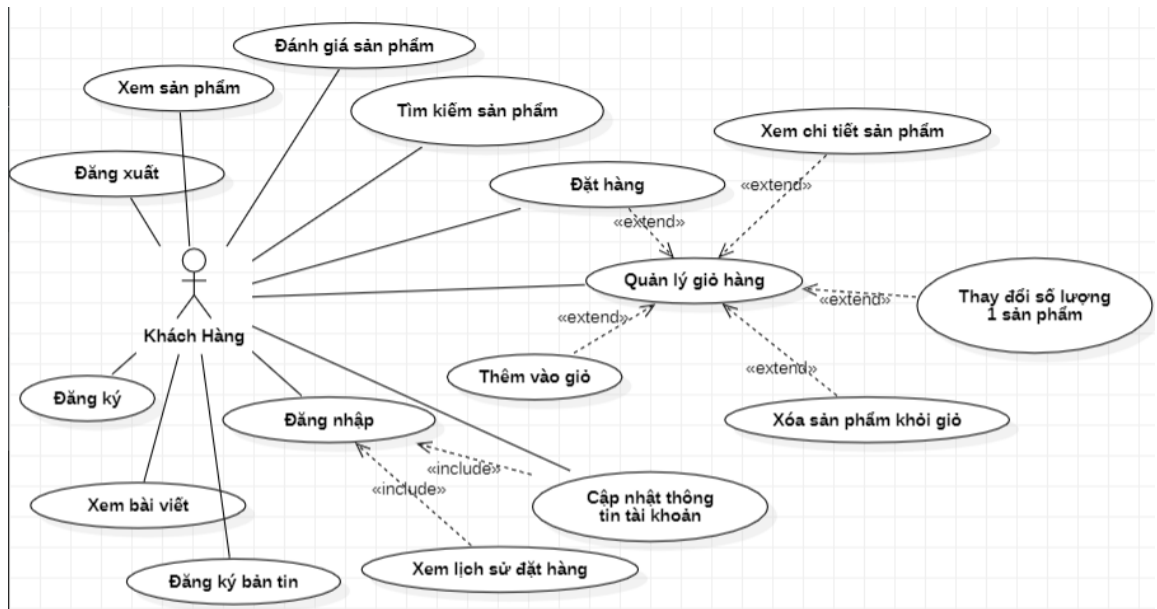 Đánh giá sản phẩm
Xem sản phẩm
Tìm kiếm sản phẩm
Xem chi tiết sản phẩm
Đăng xuất
Đặt hàng
«extend»
«extend»
Quản lý giỏ hàng
Thay đổi số lượng
1 sản phẩm
«extend»
«extend»
Khách Hàng
«extend»
Thêm vào giỏ
Đăng ký
Đăng nhập
Xóa sản phẩm khỏi giỏ
«include»
«include»
Cập nhật thông
tin tài khoản
Xem bài viết
Xem lịch sử đặt hàng
Đăng ký bản tin